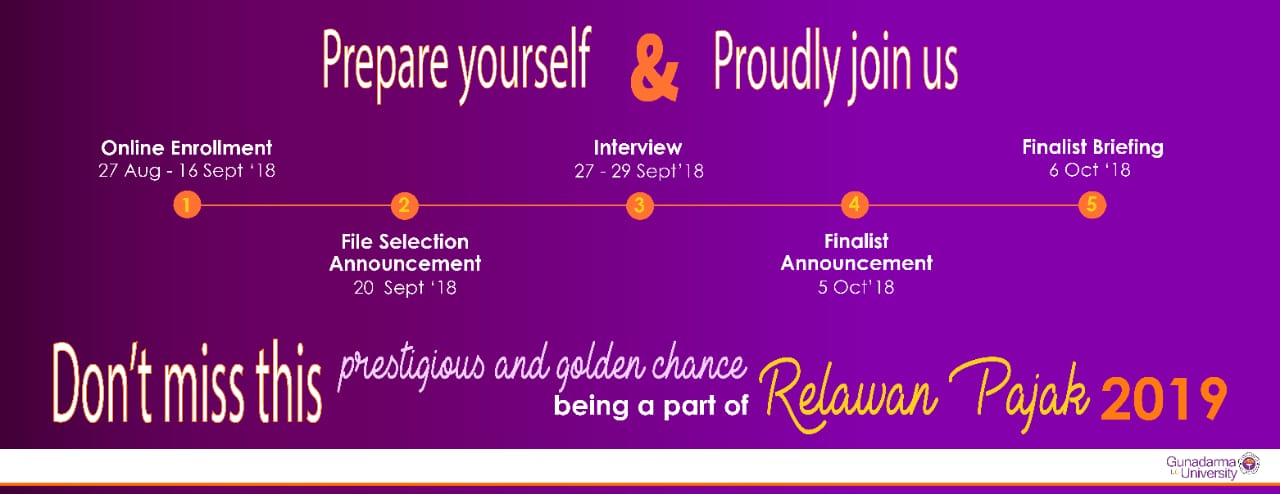 Prepare yourself & Proudly join us
Online Enrollment
27 Aug - 16 Sept ‘18
Interview
27 - 29 Sept’18
Finalist Briefing
6 Oct ‘18
1
2
3
4
5
File Selection
Announcement
20 Sept ‘18
Finalist
Announcement
5 Oct’18
Don’t miss this prestigious and golden chance
being a part of Relawan Pajak 2019
Gunadarma
University